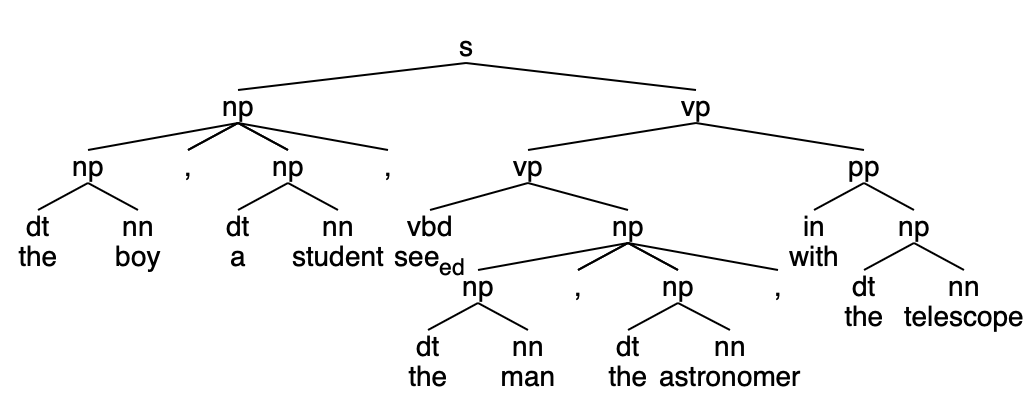 s
np vp
np , np , vp pp
dt nn dt nn vbd np in np
the boy a student see_ed with
np , np , dt nn
the telescope
dt nn dt nn
the man the astronomer